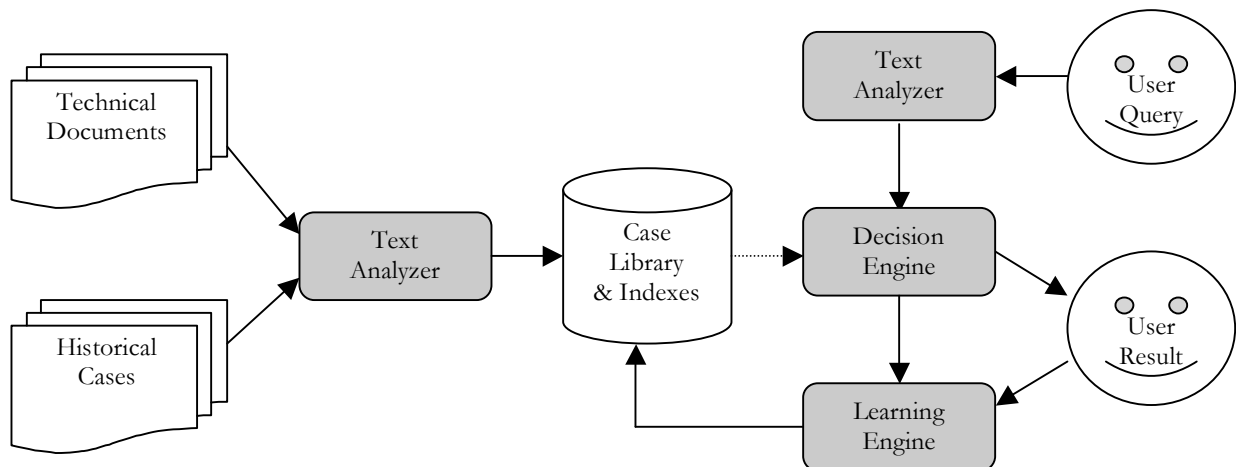 Technical
Documents
Historical
Cases
Text
Analyzer
Case
Library
& Indexes
Text
Analyzer
Decision
Engine
Learning
Engine
User
Query
User
Result